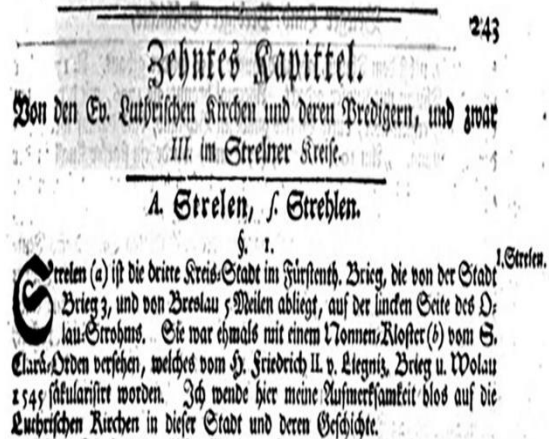 243
Zehntes Kapittel.
Von den Ev. Luthrischen Kirchen und deren Predigern, und zwar
III. im Strelner Kreise.
A. Strelen, s. Strehlen.
§. 1.
Strelen (a) ist die dritte Kreis-Stadt im Fürstenth. Brieg, die von der Stadt
1. Strelen.
Brieg 3, und von Breslau 5 Meilen abliegt, auf der lincken Seite des O-
lau-Strohms. Sie war ehmals mit einem Nonnen-Kloster (b) vom S.
Clara-Orden versehen, welches vom H. Friedrich II. v. Liegniz, Brieg u. Wolau
1545 säkularisirt worden. Ich wende hier meine Aufmerksamkeit blos auf die
Luthrischen Kirchen in dieser Stadt und deren Geschichte.